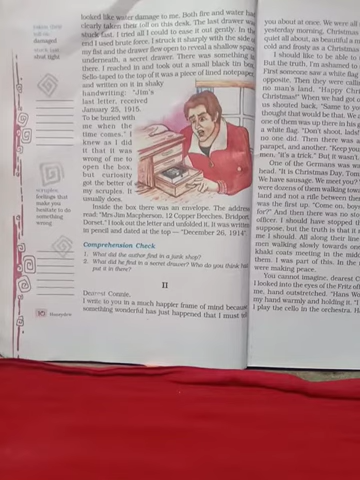 looked like water damage to me. Both fire and water had
clearly taken their toll on this desk. The last drawer was
stuck fast. I tried all I could to ease it out gently. In the
end I used brute force. I struck it sharply with the side of
my fist and the drawer flew open to reveal a shallow space
underneath, a secret drawer. There was something in
there. I reached in and took out a small black tin box.
Sello-taped to the top of it was a piece of lined notepaper,
and written on it in shaky
handwriting: "Jim's
last letter, received
January 25, 1915.
To be buried with
me when the
time comes." I
knew as I did
it that it was
wrong of me to
open the box,
but curiosity
got the better of
my scruples. It
usually does.
Inside the box there was an envelope. The address
read: "Mrs Jim Macpherson, 12 Copper Beeches, Bridport,
Dorset." I took out the letter and unfolded it. It was written
in pencil and dated at the top — "December 26, 1914".
damaged
stuck fast
shut tight
scruples
feelings that
make you
hesitate to do
something
wrong
Comprehension Check
1. What did the author find in a junk shop?
2. What did he find in a secret drawer? Who do you think had
put it in there?
II
Dearest Connie,
I write to you in a much happier frame of mind because
something wonderful has just happened that I must tell
10 Honeydew
you about at once. We were all
yesterday morning, Christmas
quiet all about, as beautiful a
cold and frosty as a Christmas
I should like to be able to
But the truth, I'm ashamed to
First someone saw a white
opposite. Then they were call
no man's land, "Happy Chr
Christmas!" When we had got
us shouted back, "Same to
thought that would be that. We
one of them was up there in his
a white flag. "Don't shoot, lads
no one did. Then there was a
parapet, and another. "Keep you
men, "it's a trick." But it wasn't.
One of the Germans was wa
head. "It is Christmas Day, Tom
We have sausage. We meet you?
were dozens of them walking tow
land and not a rifle between the
was the first up. "Come on, boys
for?" And then there was no
officer. I should have stopped
suppose, but the truth is that it
me I should. All along their line
men walking slowly towards one
khaki coats meeting in the midd
them. I was part of this. In the
were making peace.
You cannot imagine, dearest C
I looked into the eyes of the Fritz
me, hand outstretched. "Hans Wo
my hand warmly and holding it. "I
I play the cello in the orchestra. H